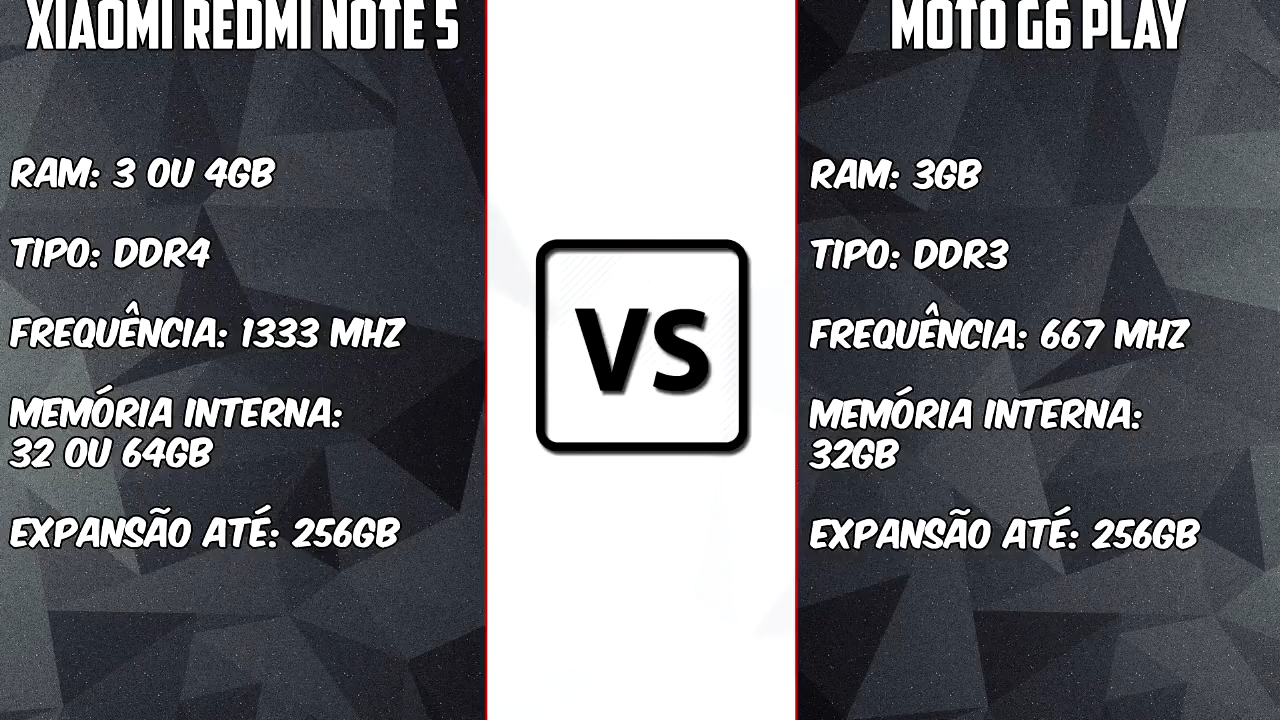 XIAOMI REDMI NOTE 5
RAM: 3 OU 4GB
TIPO: DDR4
FREQUÊNCIA: 1333 MHZ
MEMÓRIA INTERNA:
32 OU 64GB
EXPANSÃO ATÉ: 256GB
VS
MOTO G6 PLAY
RAM: 3GB
TIPO: DDR3
FREQUÊNCIA: 667 MHZ
MEMÓRIA INTERNA:
32GB
EXPANSÃO ATÉ: 256GB